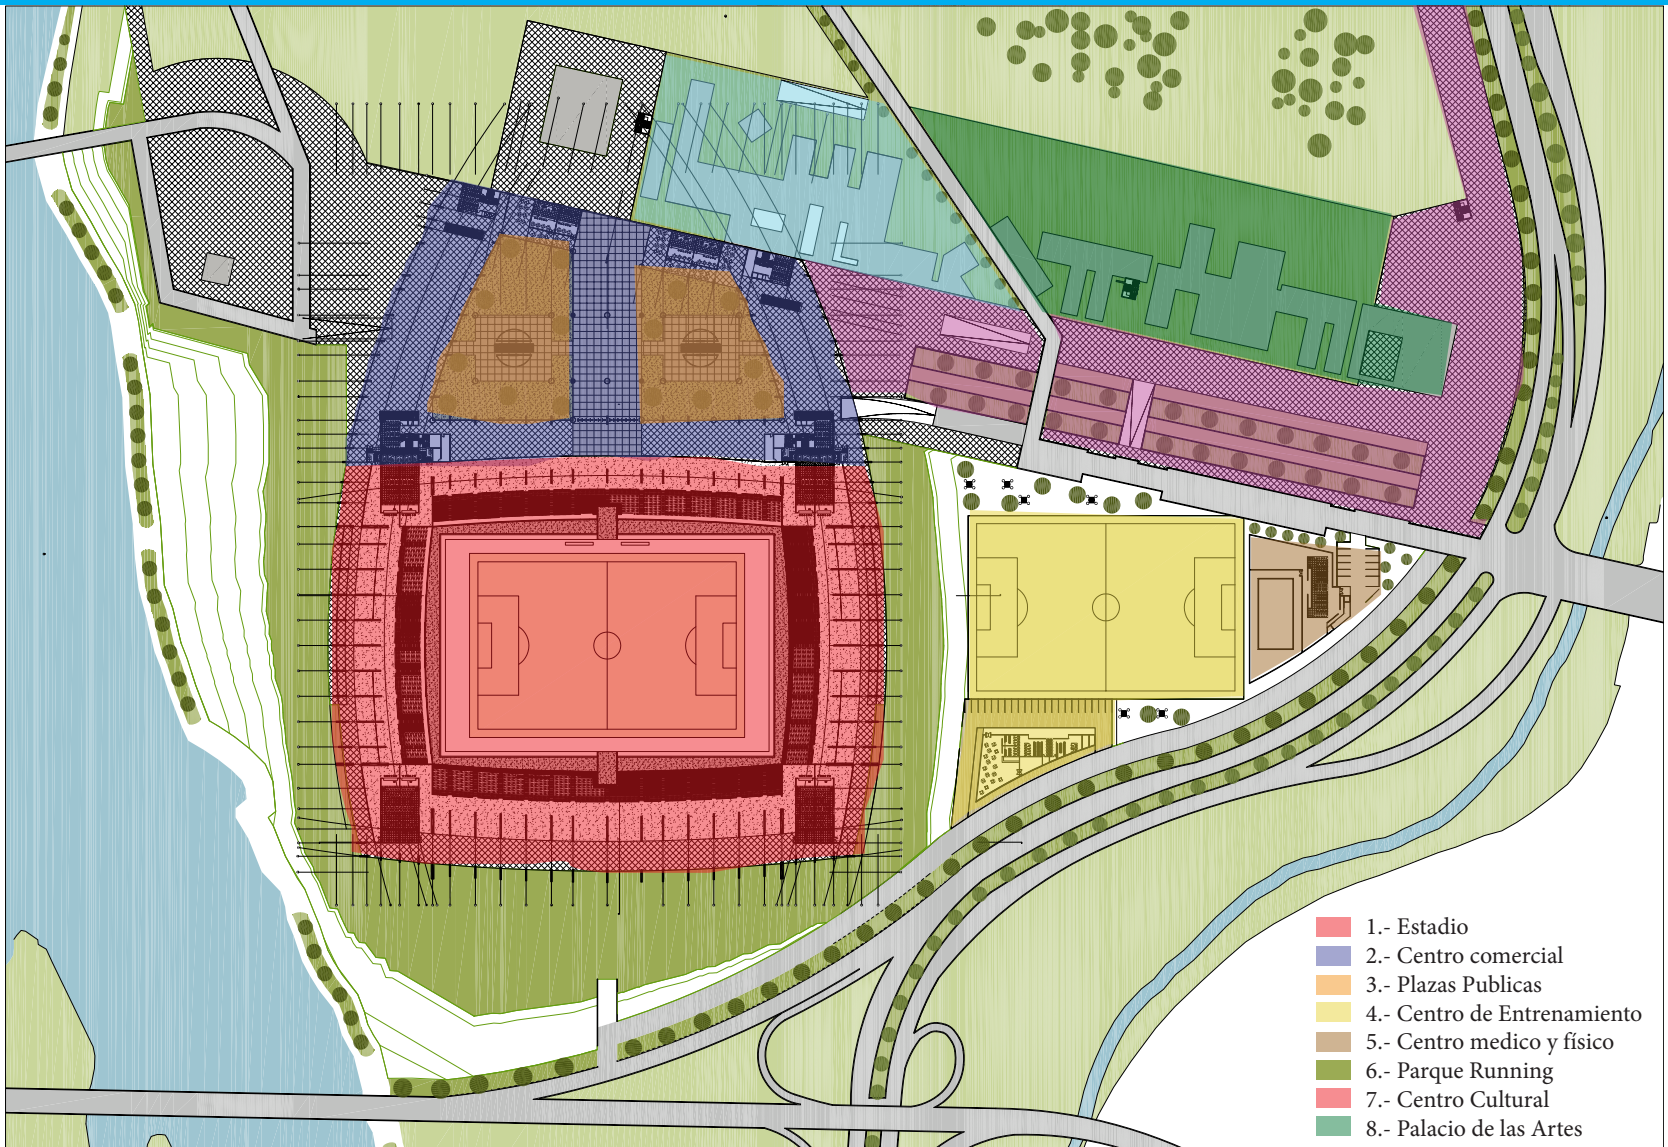 1.- Estadio
2.- Centro comercial
3.- Plazas Publicas
4.- Centro de Entrenamiento
5.- Centro medico y físico
6.- Parque Running
7.- Centro Cultural
8.- Palacio de las Artes